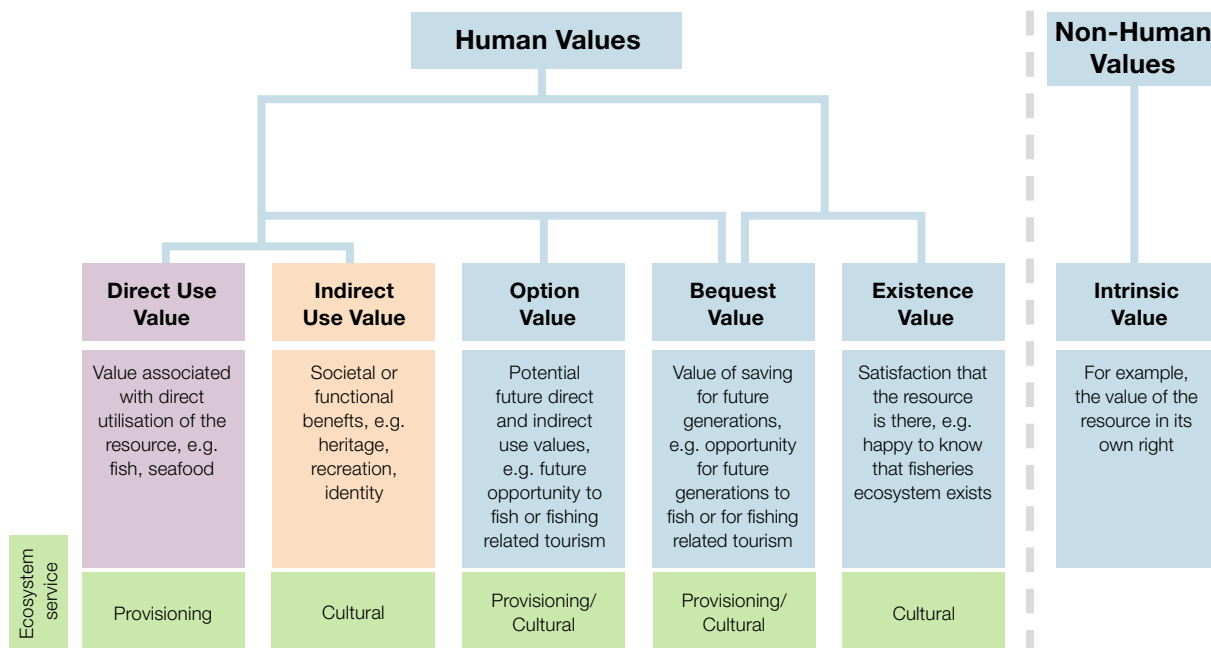 Human Values
Non-Human
Values
Direct Use
Value
Indirect
Use Value
Option
Value
Bequest
Value
Existence
Value
Intrinsic
Value
Value associated
with direct
utilisation of the
resource, e.g.
fish, seafood
Societal or
functional
benefits, e.g.
heritage,
recreation,
identity
Potential
future direct
and indirect
use values,
e.g. future
opportunity to
fish or fishing
related tourism
Value of saving
for future
generations,
e.g. opportunity
for future
generations to
fish or for fishing
related tourism
Satisfaction that
the resource
is there, e.g.
happy to know
that fisheries
ecosystem exists
For example,
the value of the
resource in its
own right
Ecosystem
service
Provisioning
Cultural
Provisioning/
Cultural
Provisioning/
Cultural
Cultural